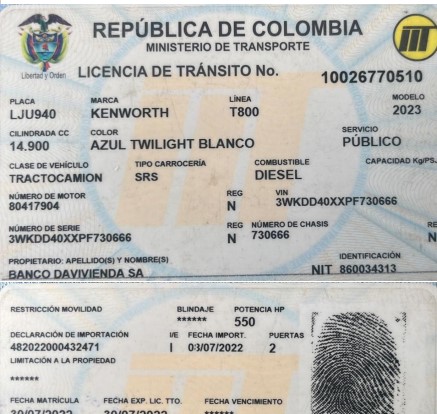 REPÚBLICA DE COLOMBIA
MINISTERIO DE TRANSPORTE
Libertad y Orden
LICENCIA DE TRÁNSITO No. 10026770510
PLACA MARCA LÍNEA MODELO
LJU940 KENWORTH T800 2023
CILINDRADA CC COLOR SERVICIO
14.900 AZUL TWILIGHT BLANCO PÚBLICO
CLASE DE VEHÍCULO TIPO CARROCERÍA COMBUSTIBLE CAPACIDAD Kg/PS
TRACTOCAMION SRS DIESEL
NÚMERO DE MOTOR REG VIN
80417904 N 3WKDD40XXPF730666
NÚMERO DE SERIE REG NÚMERO DE CHASIS RE
3WKDD40XXPF730666 N 730666 N
PROPIETARIO: APELLIDO(S) Y NOMBRE(S) IDENTIFICACIÓN
BANCO DAVIVIENDA SA NIT 860034313
RESTRICCIÓN MOVILIDAD BLINDAJE POTENCIA HP
****** 550
DECLARACIÓN DE IMPORTACIÓN I/E FECHA IMPORT. PUERTAS
482022000432471 I 03/07/2022 2
LIMITACIÓN A LA PROPIEDAD
******
FECHA MATRÍCULA FECHA EXP. LIC. TTO. FECHA VENCIMIENTO
30/07/2022 30/07/2022 ******